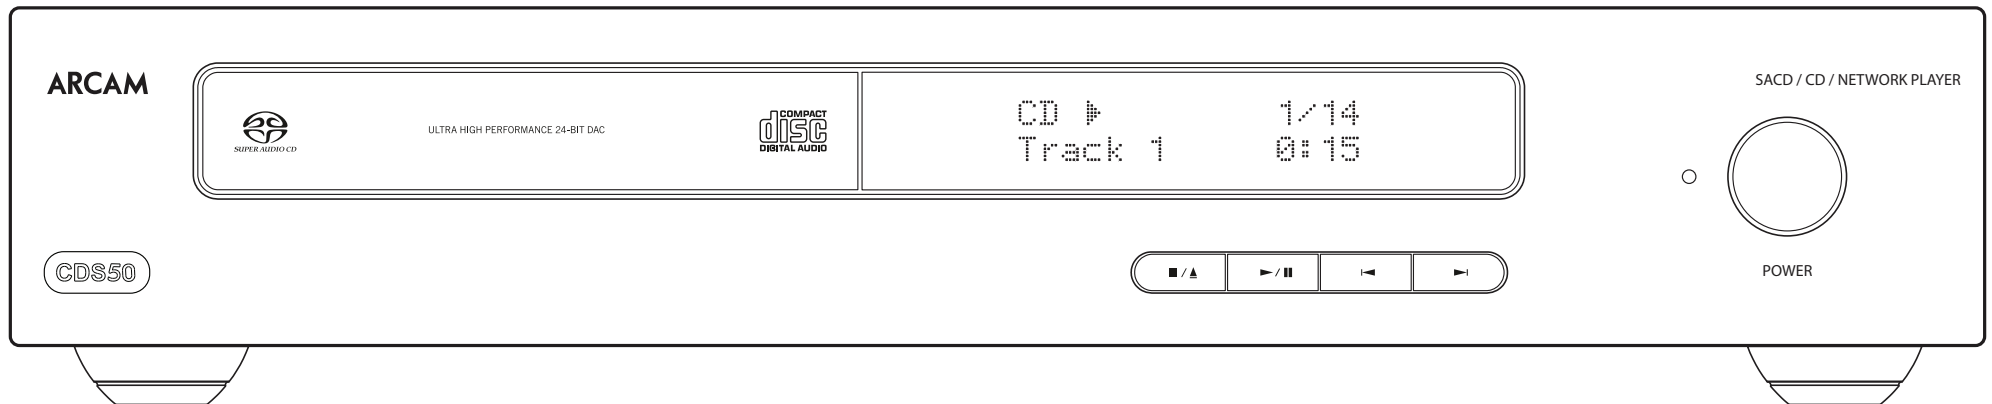 ARCAM
SUPER AUDIO CD
ULTRA HIGH PERFORMANCE 24-BIT DAC
COMPACT
disc
DIGITAL AUDIO
CD ▶ 1/14
Track 1 0:15
SACD / CD / NETWORK PLAYER
CDS50
POWER